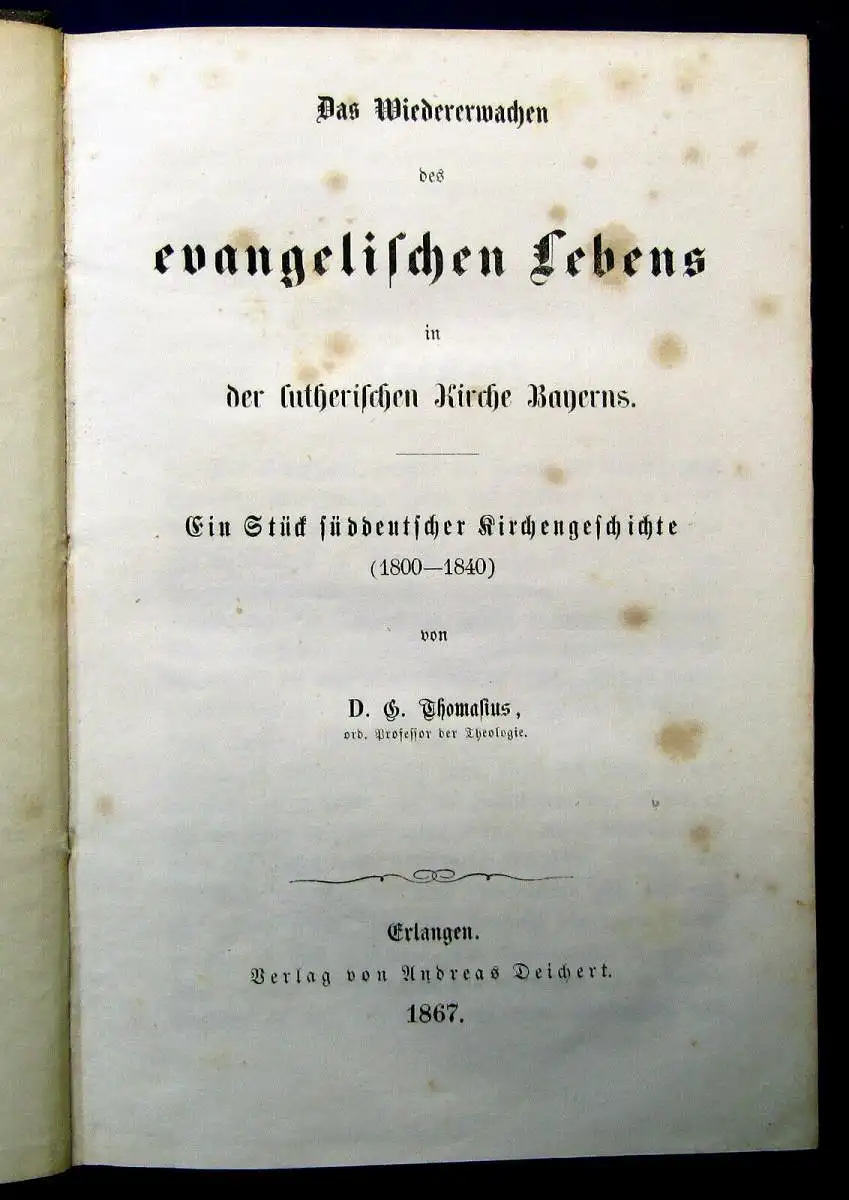 Das Wiedererwachen
des
evangeliſchen Lebens
in
der lutheriſchen Kirche Bayerns.
Ein Stück ſüddeutſcher Kirchengeſchichte
(1800—1840)
von
D. G. Thomaſius,
ord. Profeſſor der Theologie.
Erlangen.
Verlag von Andreas Deichert.
1867.